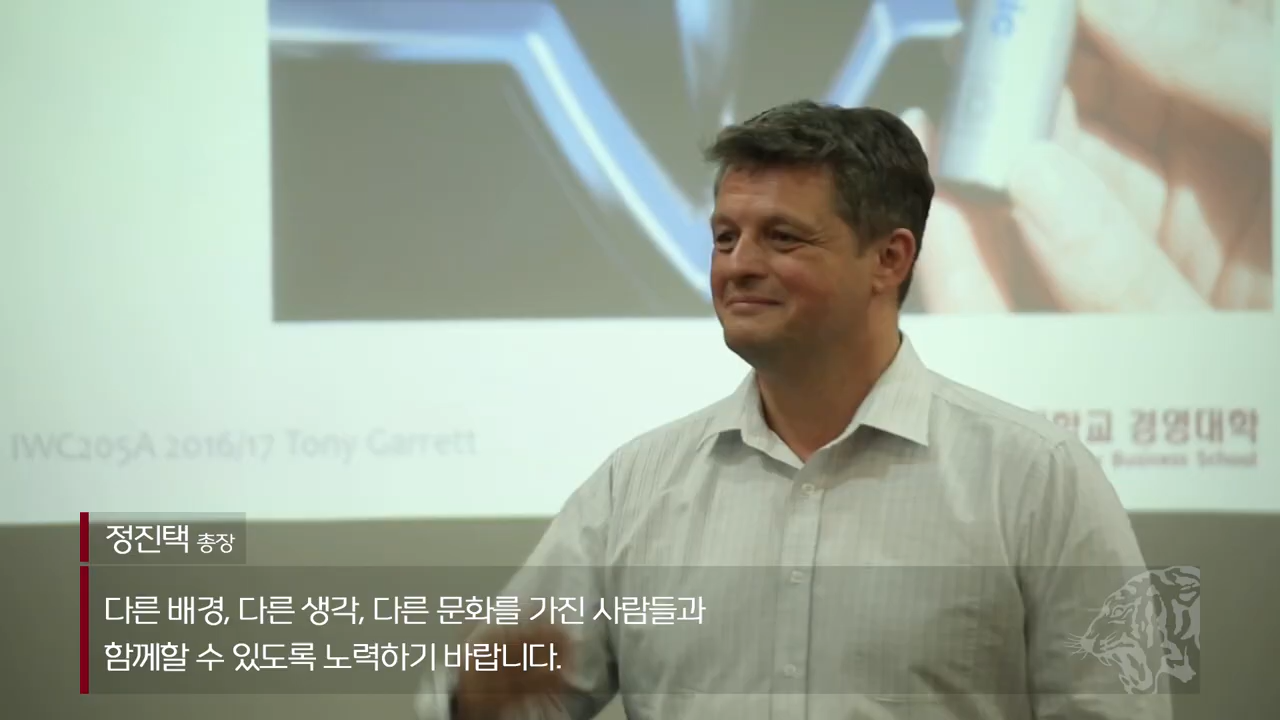 IWC205A 2016/17 Tony Garrett
학교 경영대학
Business School
정진택 총장
다른 배경, 다른 생각, 다른 문화를 가진 사람들과
함께할 수 있도록 노력하기 바랍니다.